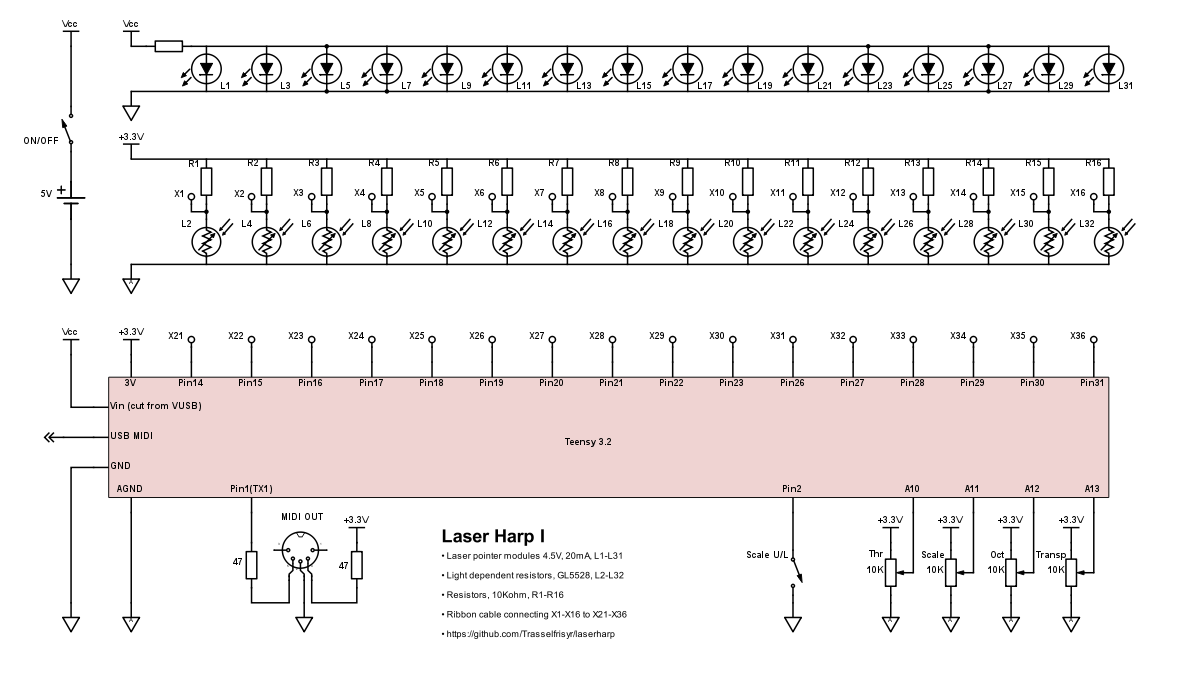 Vcc Vcc
L1 L3 L5 L7 L9 L11 L13 L15 L17 L19 L21 L23 L25 L27 L29 L31
ON/OFF
+3.3V
R1 R2 R3 R4 R5 R6 R7 R8 R9 R10 R11 R12 R13 R14 R15 R16
5V + X1 X2 X3 X4 X5 X6 X7 X8 X9 X10 X11 X12 X13 X14 X15 X16
L2 L4 L6 L8 L10 L12 L14 L16 L18 L20 L22 L24 L26 L28 L30 L32
Vcc +3.3V X21 X22 X23 X24 X25 X26 X27 X28 X29 X30 X31 X32 X33 X34 X35 X36
3V Pin14 Pin15 Pin16 Pin17 Pin18 Pin19 Pin20 Pin21 Pin22 Pin23 Pin26 Pin27 Pin28 Pin29 Pin30 Pin31
Vin (cut from VUSB)
USB MIDI
Teensy 3.2
GND
AGND Pin1(TX1) Pin2 A10 A11 A12 A13
MIDI OUT +3.3V +3.3V +3.3V +3.3V +3.3V
Laser Harp I
• Laser pointer modules 4.5V, 20mA, L1-L31
Scale U/L Thr Scale Oct Transp
47 47 10K 10K 10K 10K
• Light dependent resistors, GL5528, L2-L32
• Resistors, 10Kohm, R1-R16
• Ribbon cable connecting X1-X16 to X21-X36
• https://github.com/Trasselfrisyr/laserharp